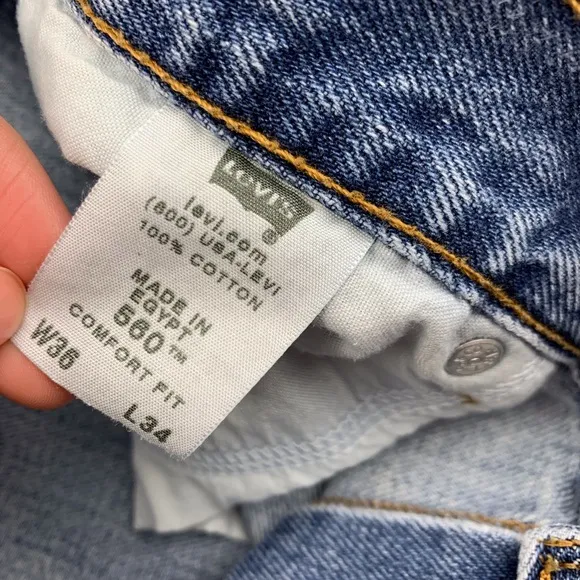 LEVI'S
®
levi.com
(800) USA-LEVI
100% COTTON
MADE IN
EGYPT
560™
COMFORT FIT
W36 L34